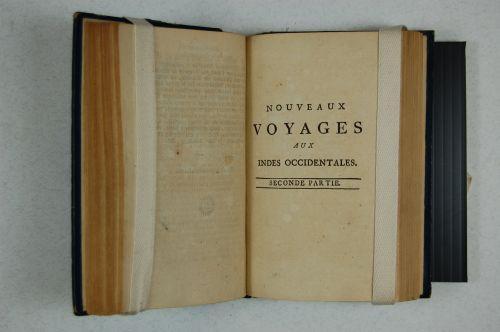 NOUVEAUX
VOYAGES
AUX
INDES OCCIDENTALES.
SECONDE PARTIE.